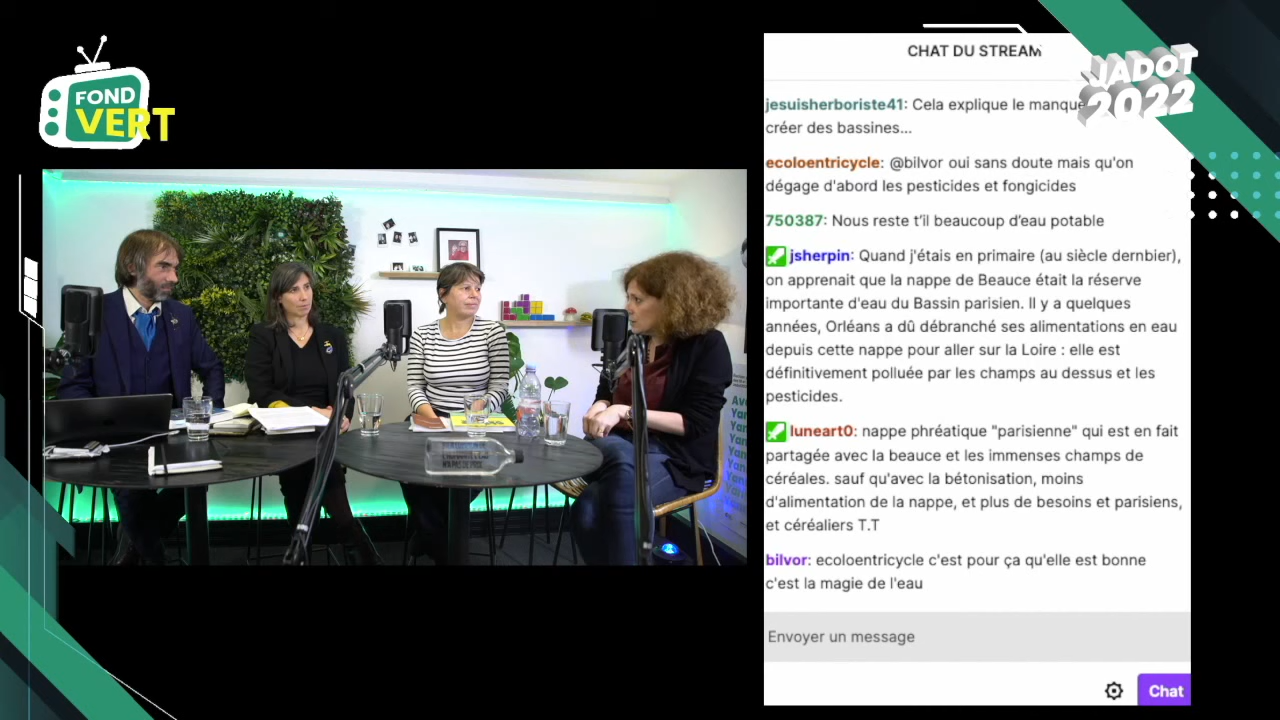 FOND
VERT
CHAT DU STREAM
JADOT
2022
jesuisherboriste41: Cela explique le manque
créer des bassines...
ecoloentricycle: @bilvor oui sans doute mais qu'on
dégage d'abord les pesticides et fongicides
750387: Nous reste t'il beaucoup d'eau potable
jsherpin: Quand j'étais en primaire (au siècle dernbier),
on apprenait que la nappe de Beauce était la réserve
importante d'eau du Bassin parisien. Il y a quelques
années, Orléans a dû débranché ses alimentations en eau
depuis cette nappe pour aller sur la Loire : elle est
définitivement polluée par les champs au dessus et les
pesticides.
luneart0: nappe phréatique "parisienne" qui est en fait
partagée avec la beauce et les immenses champs de
céréales. sauf qu'avec la bétonisation, moins
d'alimentation de la nappe, et plus de besoins et parisiens,
et céréaliers T.T
bilvor: ecoloentricycle c'est pour ça qu'elle est bonne
c'est la magie de l'eau
Envoyer un message
Chat